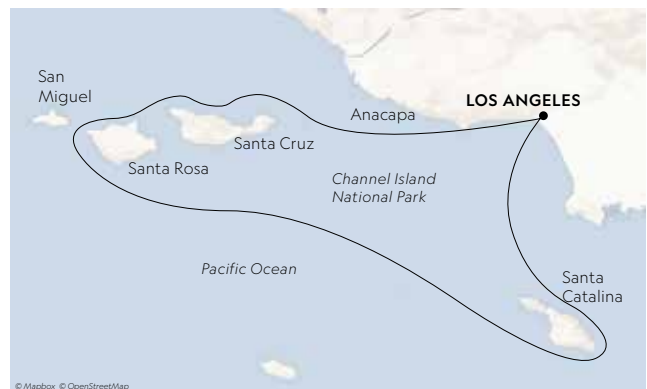 San
Miguel
LOS ANGELES
Anacapa
Santa Cruz
Santa Rosa
Channel Island
National Park
Pacific Ocean
Santa
Catalina
© Mapbox © OpenStreetMap